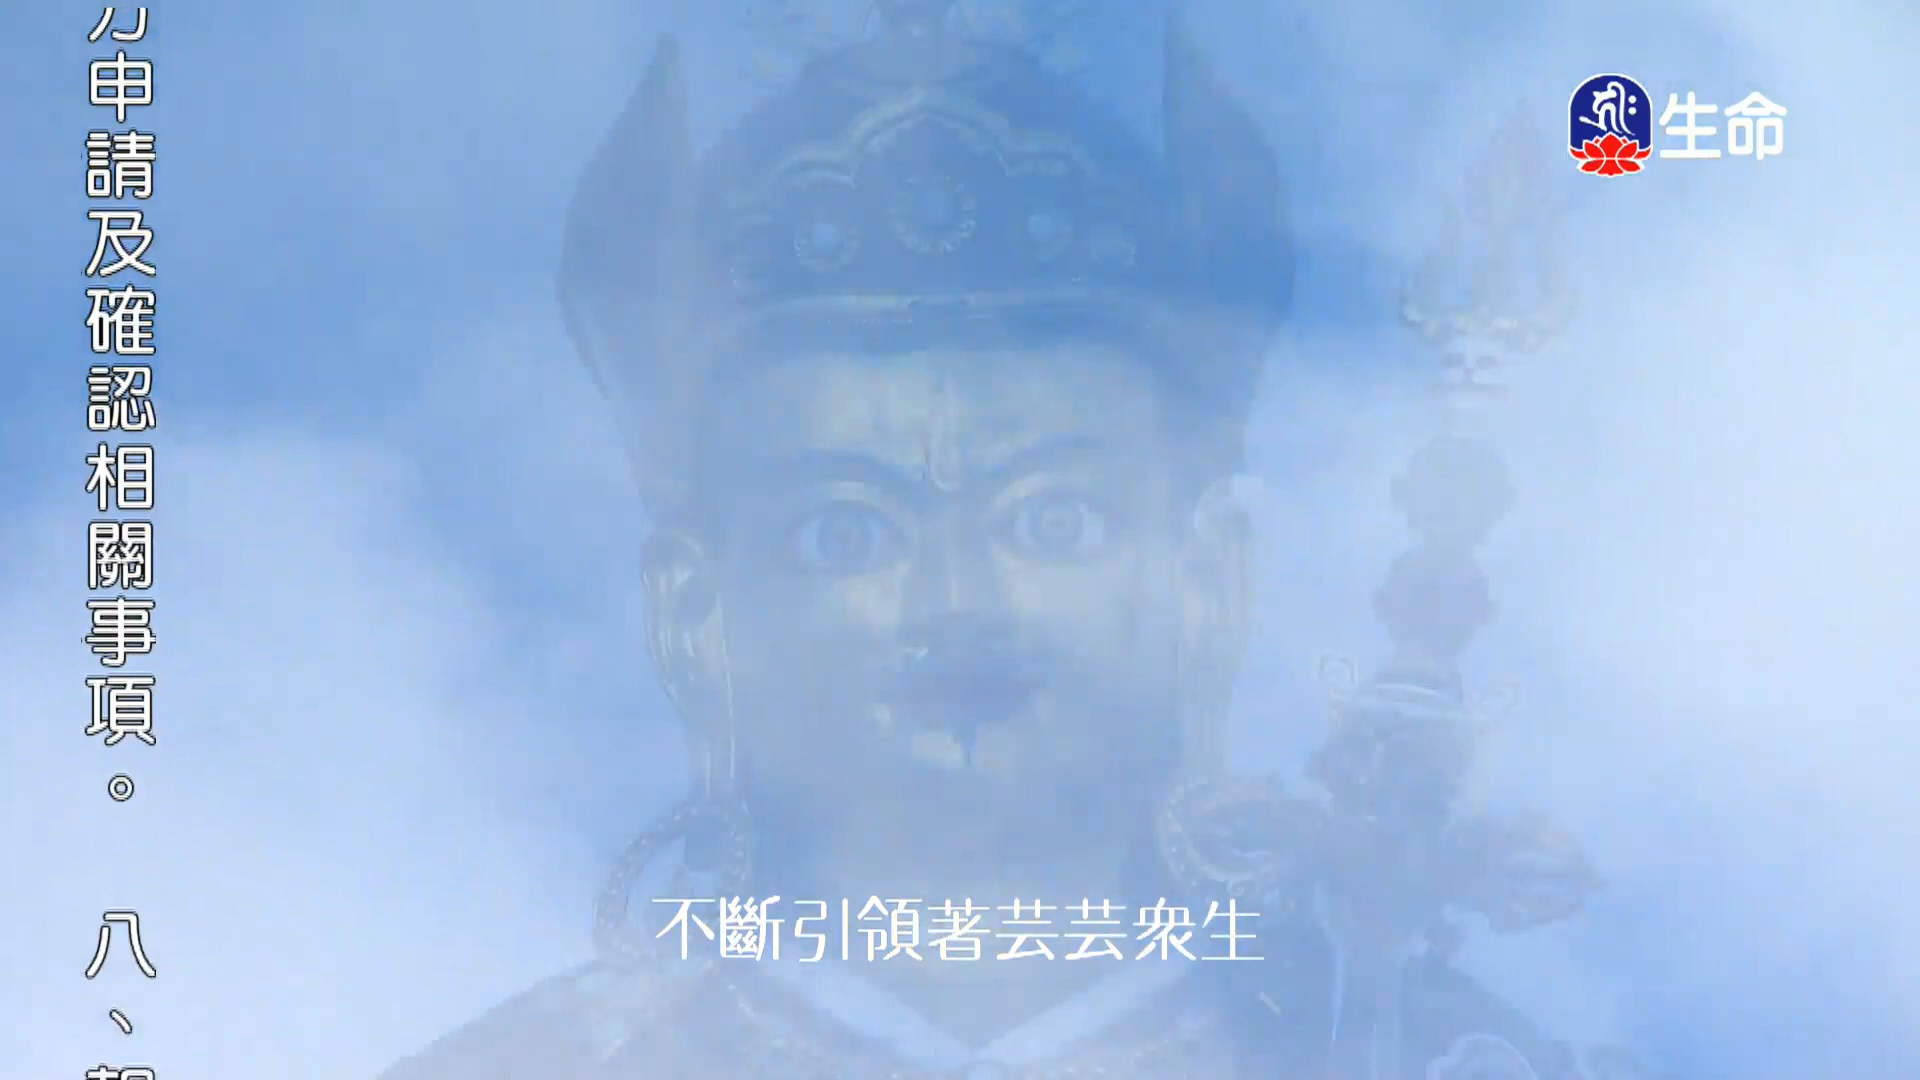 申請及確認相關事項。 八、
生命
不斷引領著芸芸衆生